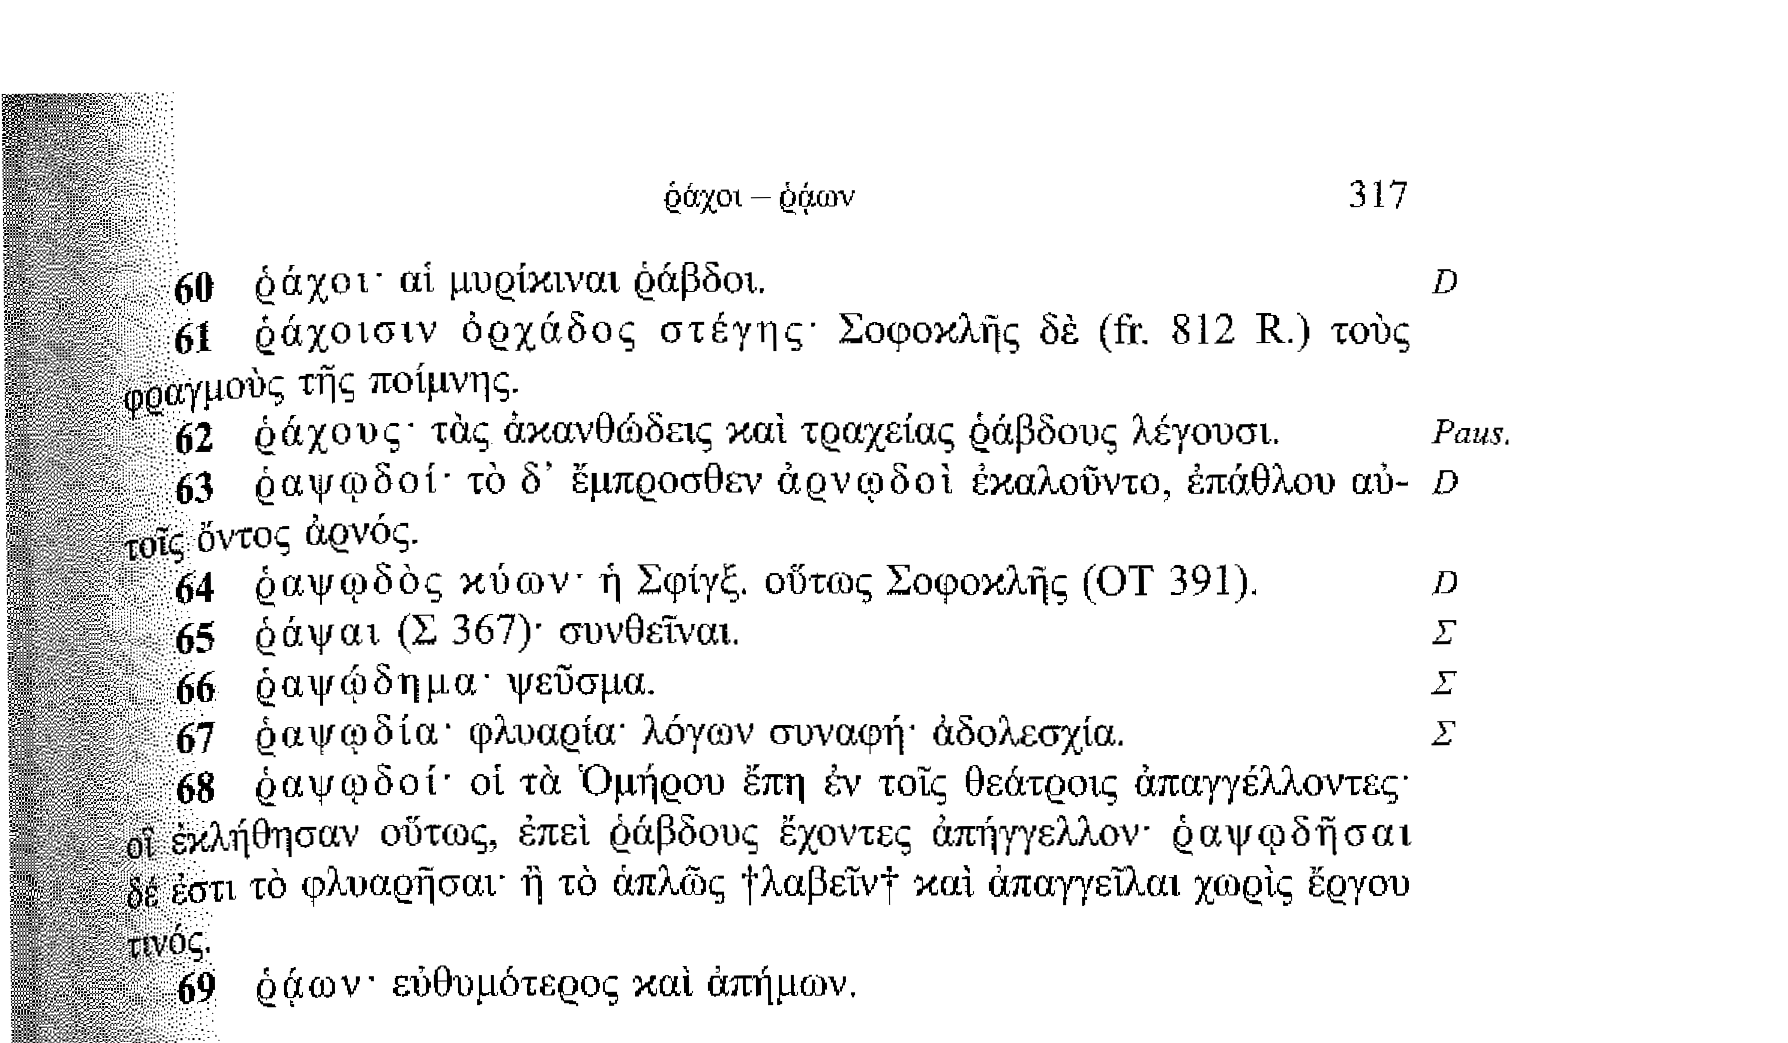 ῥάχοι – ῥᾴων 317
60 ῥάχοι· αἱ μυρίκιναι ῥάβδοι. D
61 ῥάχοισιν ὀρχάδος στέγης· Σοφοκλῆς δὲ (fr. 812 R.) τοὺς
φραγμοὺς τῆς ποίμνης.
62 ῥάχους· τὰς ἀκανθώδεις καὶ τραχείας ῥάβδους λέγουσι. Paus.
63 ῥαψῳδοί· τὸ δ’ ἔμπροσθεν ἀρνῳδοὶ ἐκαλοῦντο, ἐπάθλου αὐ- D
τοῖς ὄντος ἀρνός.
64 ῥαψῳδὸς κύων· ἡ Σφίγξ. οὕτως Σοφοκλῆς (OT 391). D
65 ῥάψαι (Σ 367)· συνθεῖναι. Σ
66 ῥαψῴδημα· ψεῦσμα. Σ
67 ῥαψῳδία· φλυαρία· λόγων συναφή· ἀδολεσχία. Σ
68 ῥαψῳδοί· οἱ τὰ Ὁμήρου ἔπη ἐν τοῖς θεάτροις ἀπαγγέλλοντες·
οἳ ἐκλήθησαν οὕτως, ἐπεὶ ῥάβδους ἔχοντες ἀπήγγελλον· ῥαψῳδῆσαι
δέ ἐστι τὸ φλυαρῆσαι· ἢ τὸ ἁπλῶς †λαβεῖν† καὶ ἀπαγγεῖλαι χωρὶς ἔργου
τινός.
69 ῥᾴων· εὐθυμότερος καὶ ἀπήμων.